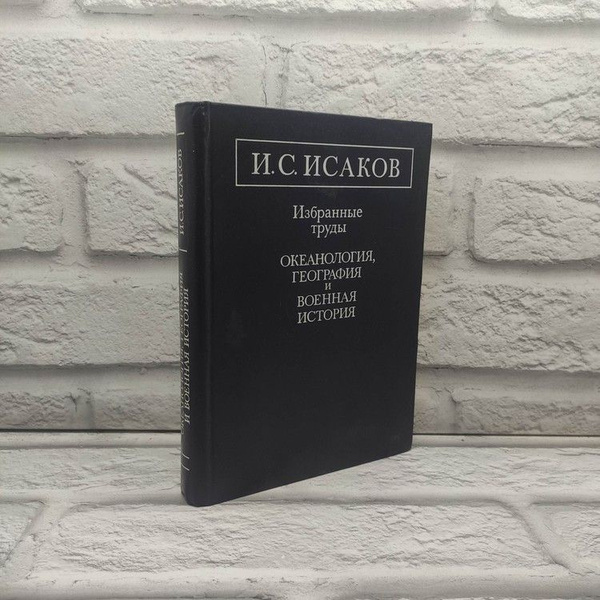 И. С. ИСАКОВ
Избранные
труды
ОКЕАНОЛОГИЯ,
ГЕОГРАФИЯ
и
ВОЕННАЯ
ИСТОРИЯ
И.С.ИСАКОВ
И ВОЕННАЯ ИСТОРИЯ